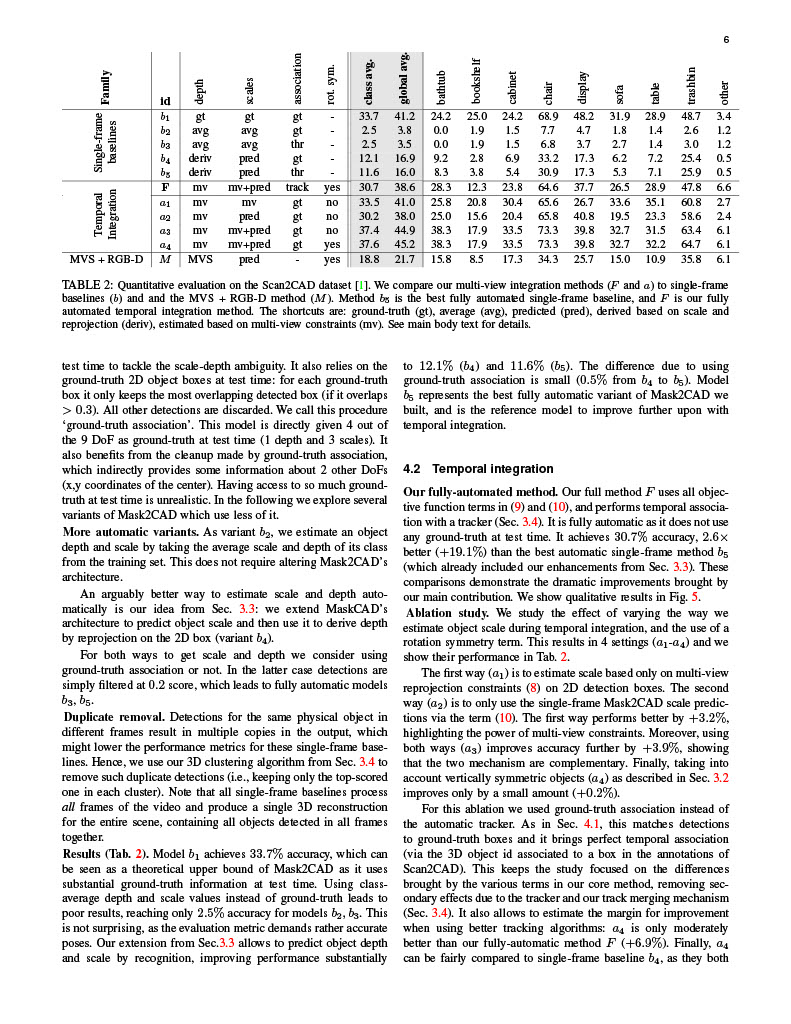 6
Family id depth scales association rot. sym. class avg. global avg. bathtub bookshelf cabinet chair display sofa table trashbin other
Single-frame baselines
b1 gt gt gt - 33.7 41.2 24.2 25.0 24.2 68.9 48.2 31.9 28.9 48.7 3.4
b2 avg avg gt - 2.5 3.8 0.0 1.9 1.5 7.7 4.7 1.8 1.4 2.6 1.2
b3 avg avg thr - 2.5 3.5 0.0 1.9 1.5 6.8 3.7 2.7 1.4 3.0 1.2
b4 deriv pred gt - 12.1 16.9 9.2 2.8 6.9 33.2 17.3 6.2 7.2 25.4 0.5
b5 deriv pred thr - 11.6 16.0 8.3 3.8 5.4 30.9 17.3 5.3 7.1 25.9 0.5
Temporal Integration
F mv mv+pred track yes 30.7 38.6 28.3 12.3 23.8 64.6 37.7 26.5 28.9 47.8 6.6
a1 mv mv gt no 33.5 41.0 25.8 20.8 30.4 65.6 26.7 33.6 35.1 60.8 2.7
a2 mv pred gt no 30.2 38.0 25.0 15.6 20.4 65.8 40.8 19.5 23.3 58.6 2.4
a3 mv mv+pred gt no 37.4 44.9 38.3 17.9 33.5 73.3 39.8 32.7 31.5 63.4 6.1
a4 mv mv+pred gt yes 37.6 45.2 38.3 17.9 33.5 73.3 39.8 32.7 32.2 64.7 6.1
MVS + RGB-D M MVS pred - yes 18.8 21.7 15.8 8.5 17.3 34.3 25.7 15.0 10.9 35.8 6.1
TABLE 2: Quantitative evaluation on the Scan2CAD dataset [1]. We compare our multi-view integration methods (F and a) to single-frame
baselines (b) and and the MVS + RGB-D method (M). Method b5 is the best fully automated single-frame baseline, and F is our fully
automated temporal integration method. The shortcuts are: ground-truth (gt), average (avg), predicted (pred), derived based on scale and
reprojection (deriv), estimated based on multi-view constraints (mv). See main body text for details.
test time to tackle the scale-depth ambiguity. It also relies on the
ground-truth 2D object boxes at test time: for each ground-truth
box it only keeps the most overlapping detected box (if it overlaps
> 0.3). All other detections are discarded. We call this procedure
‘ground-truth association’. This model is directly given 4 out of
the 9 DoF as ground-truth at test time (1 depth and 3 scales). It
also benefits from the cleanup made by ground-truth association,
which indirectly provides some information about 2 other DoFs
(x,y coordinates of the center). Having access to so much ground-
truth at test time is unrealistic. In the following we explore several
variants of Mask2CAD which use less of it.
More automatic variants. As variant b2, we estimate an object
depth and scale by taking the average scale and depth of its class
from the training set. This does not require altering Mask2CAD’s
architecture.
An arguably better way to estimate scale and depth auto-
matically is our idea from Sec. 3.3: we extend MaskCAD’s
architecture to predict object scale and then use it to derive depth
by reprojection on the 2D box (variant b4).
For both ways to get scale and depth we consider using
ground-truth association or not. In the latter case detections are
simply filtered at 0.2 score, which leads to fully automatic models
b3, b5.
Duplicate removal. Detections for the same physical object in
different frames result in multiple copies in the output, which
might lower the performance metrics for these single-frame base-
lines. Hence, we use our 3D clustering algorithm from Sec. 3.4 to
remove such duplicate detections (i.e., keeping only the top-scored
one in each cluster). Note that all single-frame baselines process
all frames of the video and produce a single 3D reconstruction
for the entire scene, containing all objects detected in all frames
together.
Results (Tab. 2). Model b1 achieves 33.7% accuracy, which can
be seen as a theoretical upper bound of Mask2CAD as it uses
substantial ground-truth information at test time. Using class-
average depth and scale values instead of ground-truth leads to
poor results, reaching only 2.5% accuracy for models b2, b3. This
is not surprising, as the evaluation metric demands rather accurate
poses. Our extension from Sec.3.3 allows to predict object depth
and scale by recognition, improving performance substantially
to 12.1% (b4) and 11.6% (b5). The difference due to using
ground-truth association is small (0.5% from b4 to b5). Model
b5 represents the best fully automatic variant of Mask2CAD we
built, and is the reference model to improve further upon with
temporal integration.
4.2 Temporal integration
Our fully-automated method. Our full method F uses all objec-
tive function terms in (9) and (10), and performs temporal associa-
tion with a tracker (Sec. 3.4). It is fully automatic as it does not use
any ground-truth at test time. It achieves 30.7% accuracy, 2.6×
better (+19.1%) than the best automatic single-frame method b5
(which already included our enhancements from Sec. 3.3). These
comparisons demonstrate the dramatic improvements brought by
our main contribution. We show qualitative results in Fig. 5.
Ablation study. We study the effect of varying the way we
estimate object scale during temporal integration, and the use of a
rotation symmetry term. This results in 4 settings (a1-a4) and we
show their performance in Tab. 2.
The first way (a1) is to estimate scale based only on multi-view
reprojection constraints (8) on 2D detection boxes. The second
way (a2) is to only use the single-frame Mask2CAD scale predic-
tions via the term (10). The first way performs better by +3.2%,
highlighting the power of multi-view constraints. Moreover, using
both ways (a3) improves accuracy further by +3.9%, showing
that the two mechanism are complementary. Finally, taking into
account vertically symmetric objects (a4) as described in Sec. 3.2
improves only by a small amount (+0.2%).
For this ablation we used ground-truth association instead of
the automatic tracker. As in Sec. 4.1, this matches detections
to ground-truth boxes and it brings perfect temporal association
(via the 3D object id associated to a box in the annotations of
Scan2CAD). This keeps the study focused on the differences
brought by the various terms in our core method, removing sec-
ondary effects due to the tracker and our track merging mechanism
(Sec. 3.4). It also allows to estimate the margin for improvement
when using better tracking algorithms: a4 is only moderately
better than our fully-automatic method F (+6.9%). Finally, a4
can be fairly compared to single-frame baseline b4, as they both